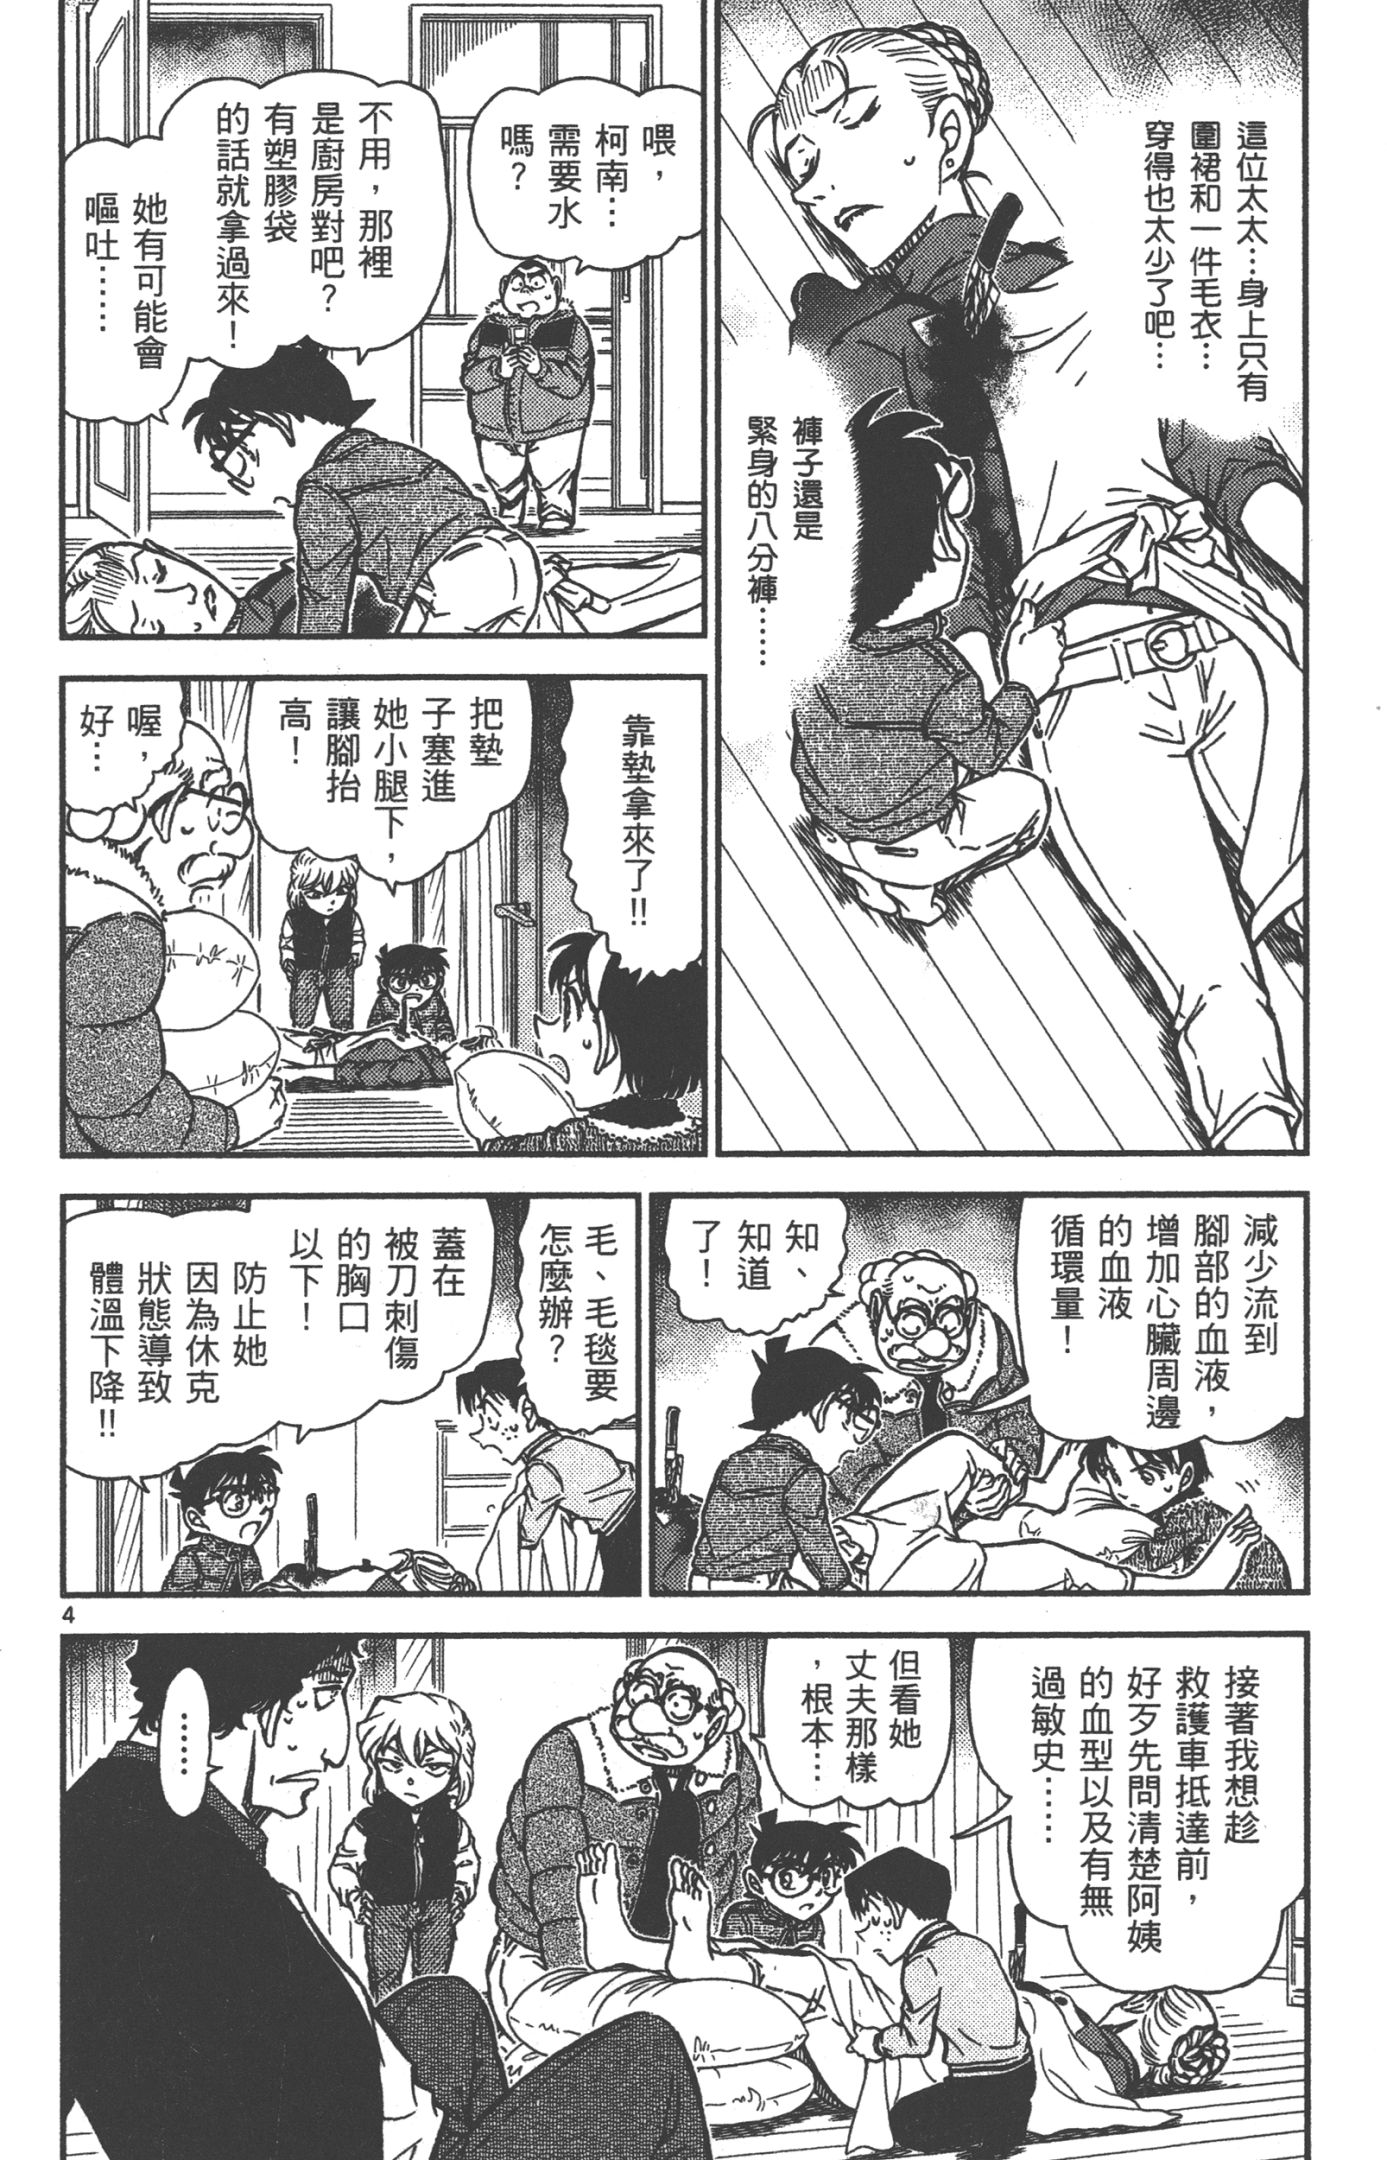 這位太太…身上只有
圍裙和一件毛衣…
穿得也太少了吧…
褲子還是
緊身的八分褲……
喂，
柯南…
需要水
嗎？
不用，那裡
是廚房對吧？
有塑膠袋
的話就拿過來！
她有可能會
嘔吐……
靠墊拿來了!!
把墊
子塞進
她小腿下，
讓腳抬
高！
喔，
好…
減少流到
腳部的血液，
增加心臟周邊
的血液
循環量！
知、
知道
了！
毛、毛毯要
怎麼辦？
蓋在
被刀刺傷
的胸口
以下！
防止她
因為休克
狀態導致
體溫下降!!
4
接著我想趁
救護車抵達前，
好歹先問清楚阿姨
的血型以及有無
過敏史……
但看她
丈夫那樣
，根本…
……